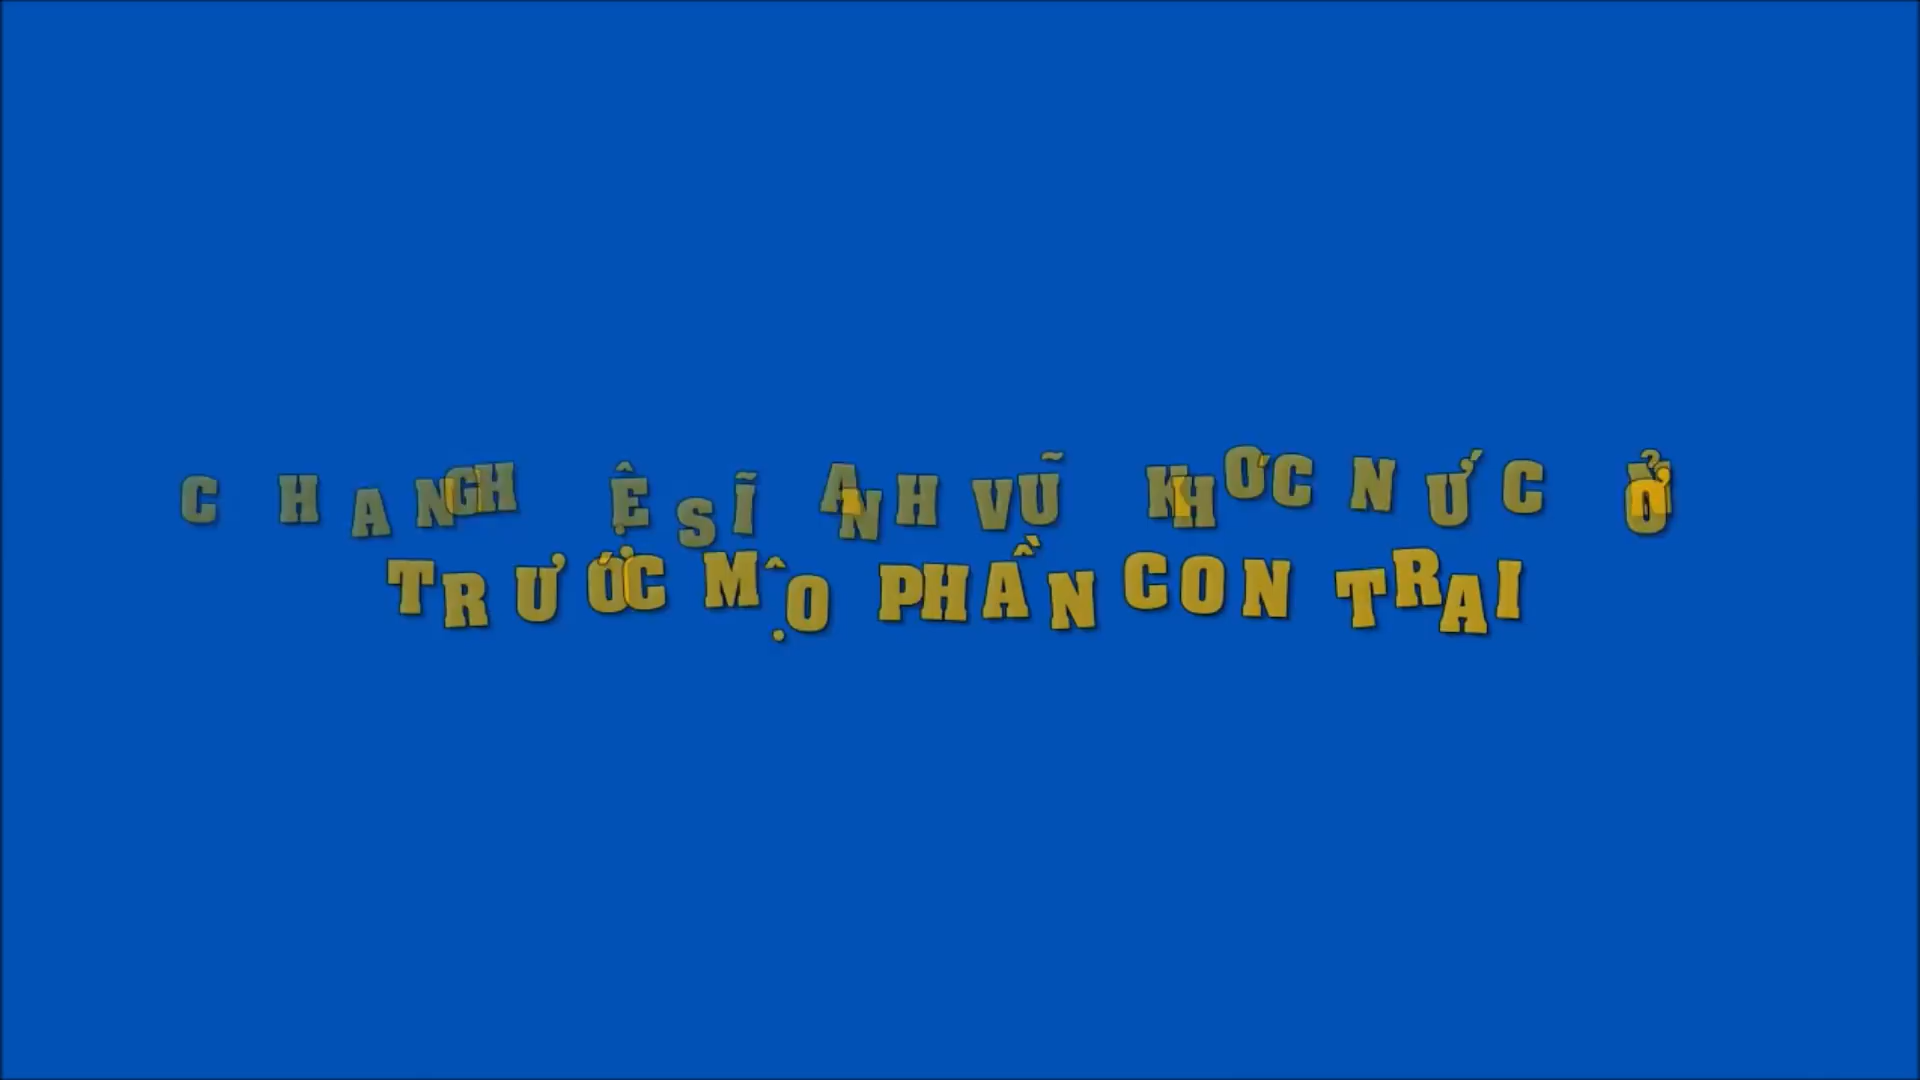 CHA NGHỆ SĨ ANH VŨ KHÓC NỨC NỞ
TRƯỚC MỘ PHẦN CON TRAI